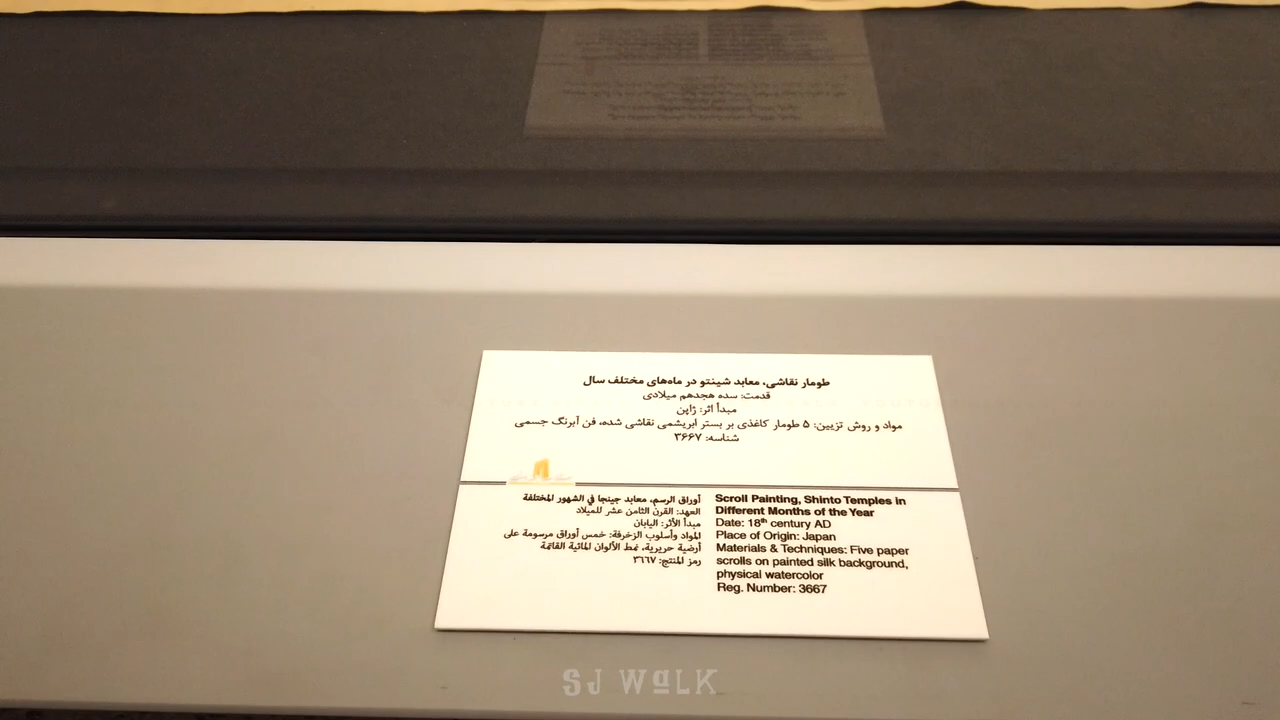 طومار نقاشی، معابد شینتو در ماه‌های مختلف سال
قدمت: سده هجدهم میلادی
مبدأ اثر: ژاپن
مواد و روش تزیین: ۵ طومار کاغذی بر بستر ابریشمی نقاشی شده، فن آبرنگ جسمی
شناسه: ۳۶۶۷
أوراق الرسم، معابد جينجا في الشهور المختلفة
العهد: القرن الثامن عشر للميلاد
مبدأ الأثر: اليابان
المواد وأسلوب الزخرفة: خمس أوراق مرسومة على
أرضية حريرية، نمط الألوان المائية القاتمة
رمز المنتج: ٣٦٦٧
Scroll Painting, Shinto Temples in
Different Months of the Year
Date: 18th century AD
Place of Origin: Japan
Materials & Techniques: Five paper
scrolls on painted silk background,
physical watercolor
Reg. Number: 3667
SJ WaLK